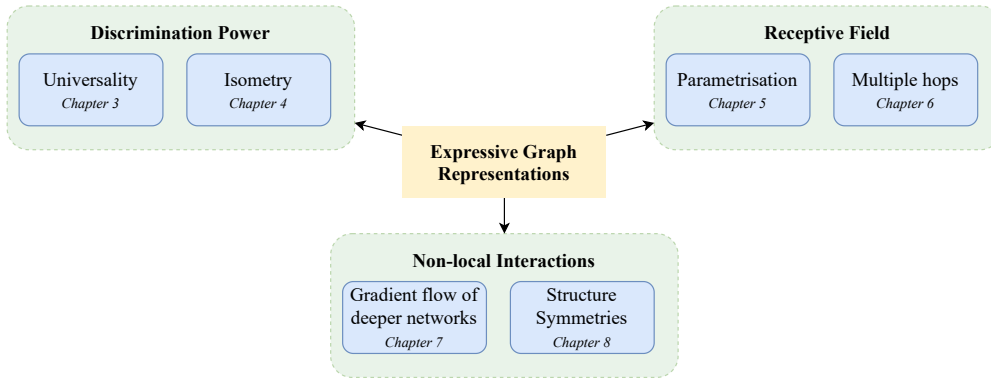 Discrimination Power
Universality
Chapter 3
Isometry
Chapter 4
Receptive Field
Parametrisation
Chapter 5
Multiple hops
Chapter 6
Expressive Graph
Representations
Non-local Interactions
Gradient flow of
deeper networks
Chapter 7
Structure
Symmetries
Chapter 8